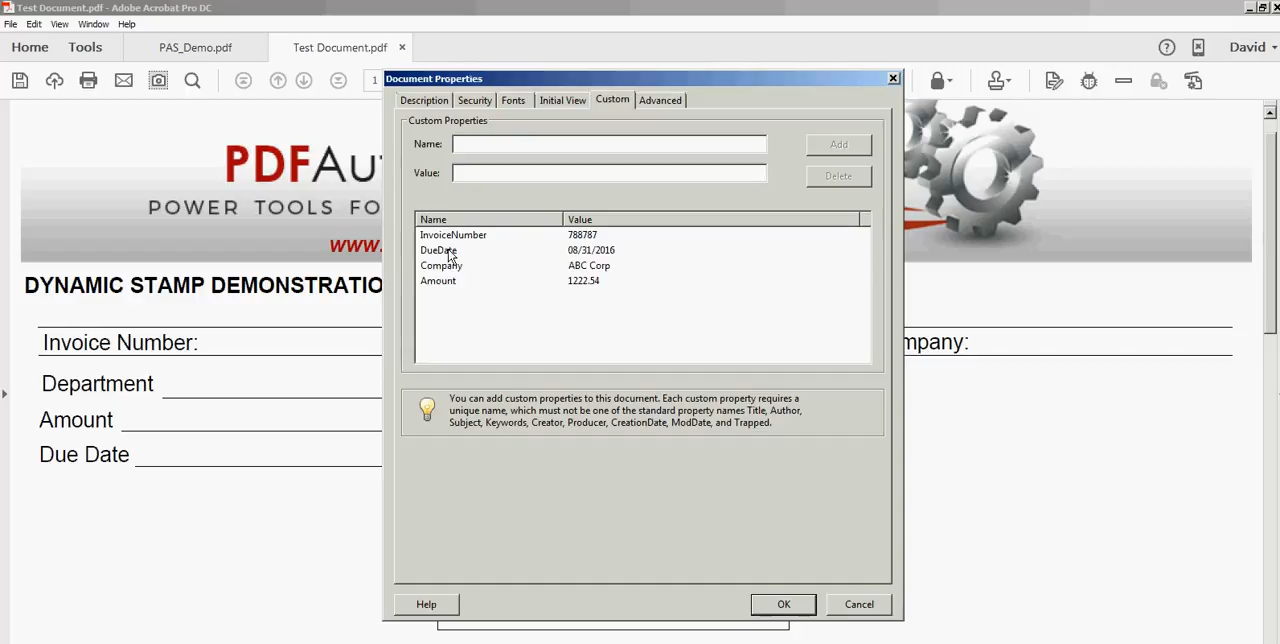 Test Document.pdf - Adobe Acrobat Pro DC
File Edit View Window Help
Home Tools PAS_Demo.pdf Test Document.pdf × David
1
Document Properties
Description Security Fonts Initial View Custom Advanced
Custom Properties
Name: Add
Value: Delete
Name Value
InvoiceNumber 788787
DueDate 08/31/2016
Company ABC Corp
Amount 1222.54
You can add custom properties to this document. Each custom property requires a
unique name, which must not be one of the standard property names Title, Author,
Subject, Keywords, Creator, Producer, CreationDate, ModDate, and Trapped.
Help OK Cancel
PDFAu
POWER TOOLS FO
www.
DYNAMIC STAMP DEMONSTRATIO
Invoice Number: mpany:
Department
Amount
Due Date